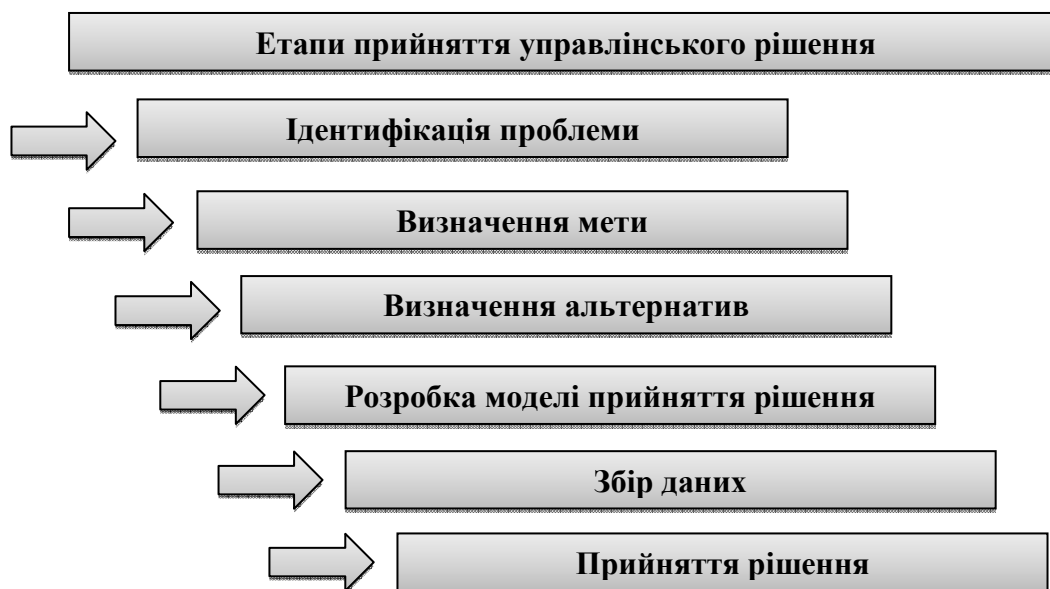 Етапи прийняття управлінського рішення
Ідентифікація проблеми
Визначення мети
Визначення альтернатив
Розробка моделі прийняття рішення
Збір даних
Прийняття рішення